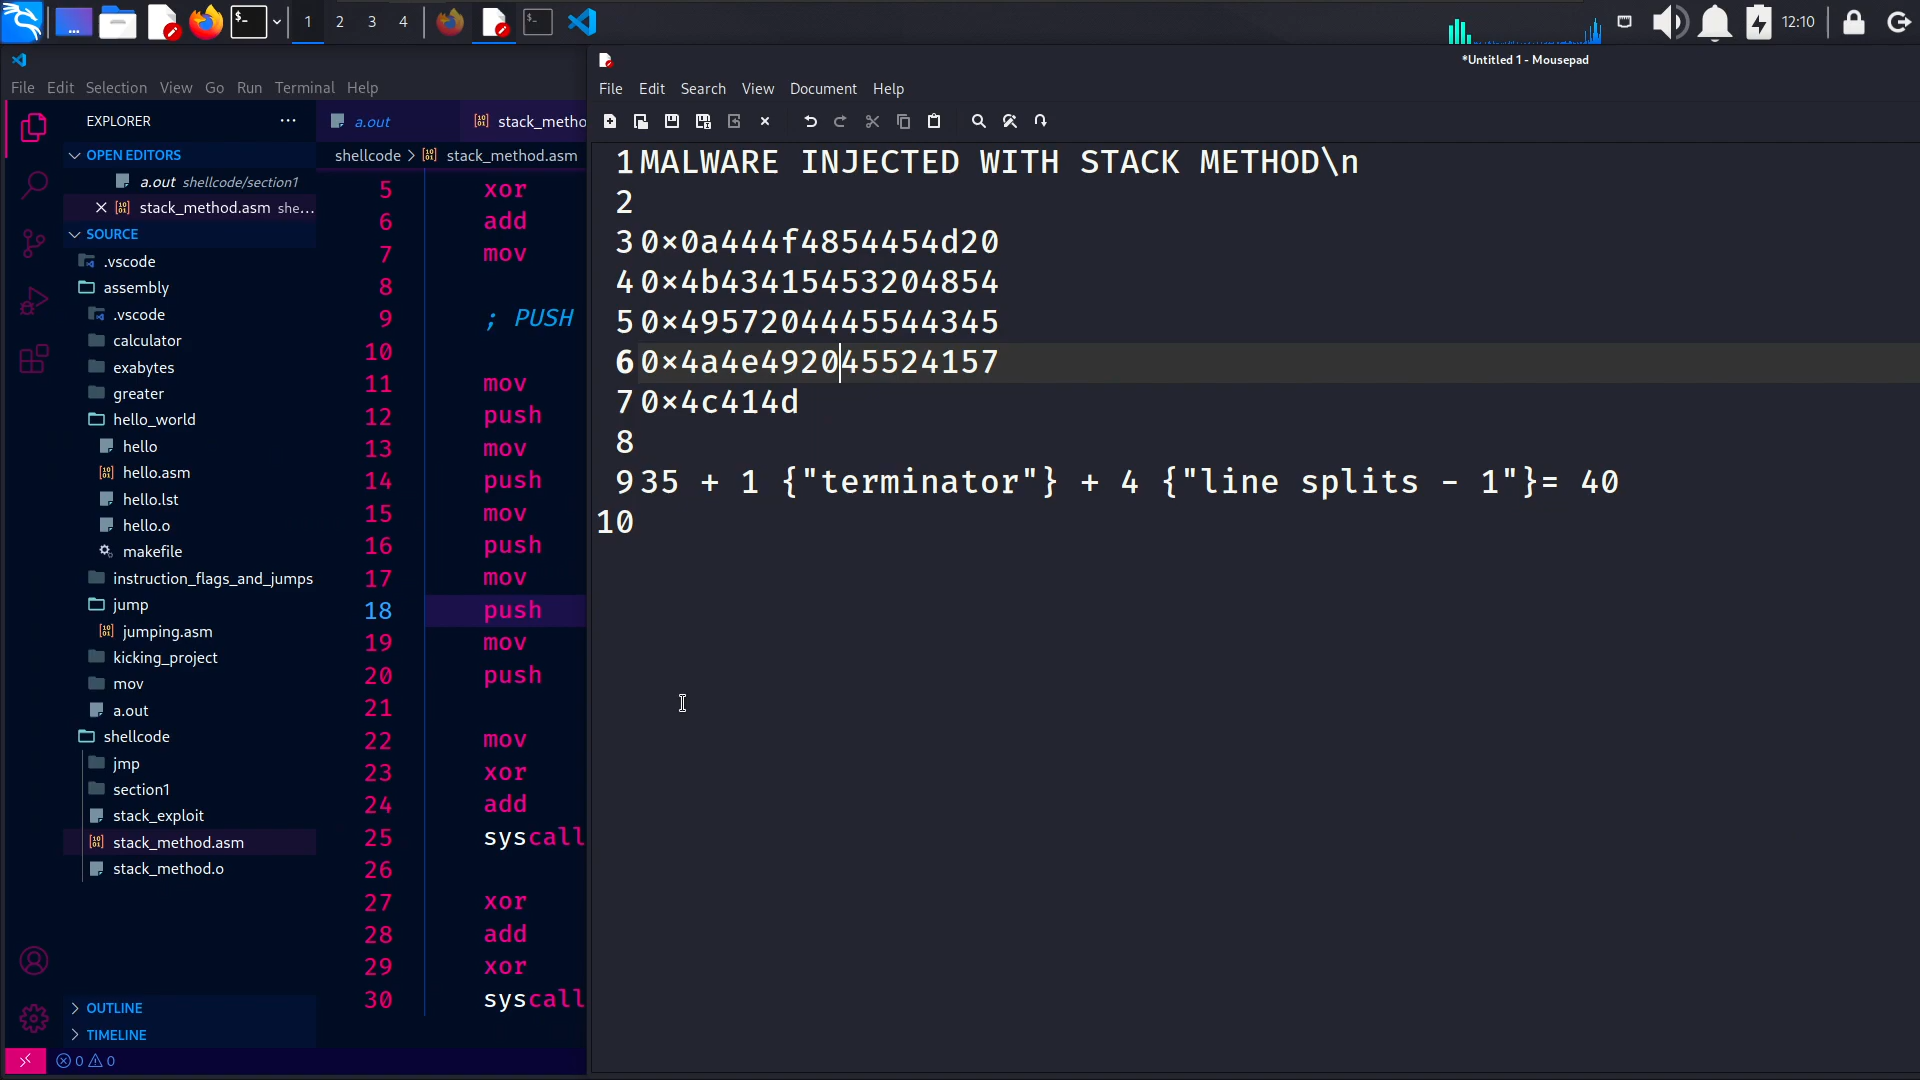 1 2 3 4 12:10
File Edit Selection View Go Run Terminal Help
EXPLORER ...
OPEN EDITORS
a.out shellcode/section1
stack_method.asm she...
SOURCE
.vscode
assembly
.vscode
calculator
exabytes
greater
hello_world
hello
hello.asm
hello.lst
hello.o
makefile
instruction_flags_and_jumps
jump
jumping.asm
kicking_project
mov
a.out
shellcode
jmp
section1
stack_exploit
stack_method.asm
stack_method.o
OUTLINE
TIMELINE
0 0
a.out stack_metho
shellcode > stack_method.asm
5 xor
6 add
7 mov
8
9 ; PUSH
10
11 mov
12 push
13 mov
14 push
15 mov
16 push
17 mov
18 push
19 mov
20 push
21
22 mov
23 xor
24 add
25 syscall
26
27 xor
28 add
29 xor
30 syscall
*Untitled 1 - Mousepad
File Edit Search View Document Help
1 MALWARE INJECTED WITH STACK METHOD\n
2
3 0×0a444f4854454d20
4 0×4b43415453204854
5 0×4957204445544345
6 0×4a4e492045524157
7 0×4c414d
8
9 35 + 1 {"terminator"} + 4 {"line splits - 1"}= 40
10